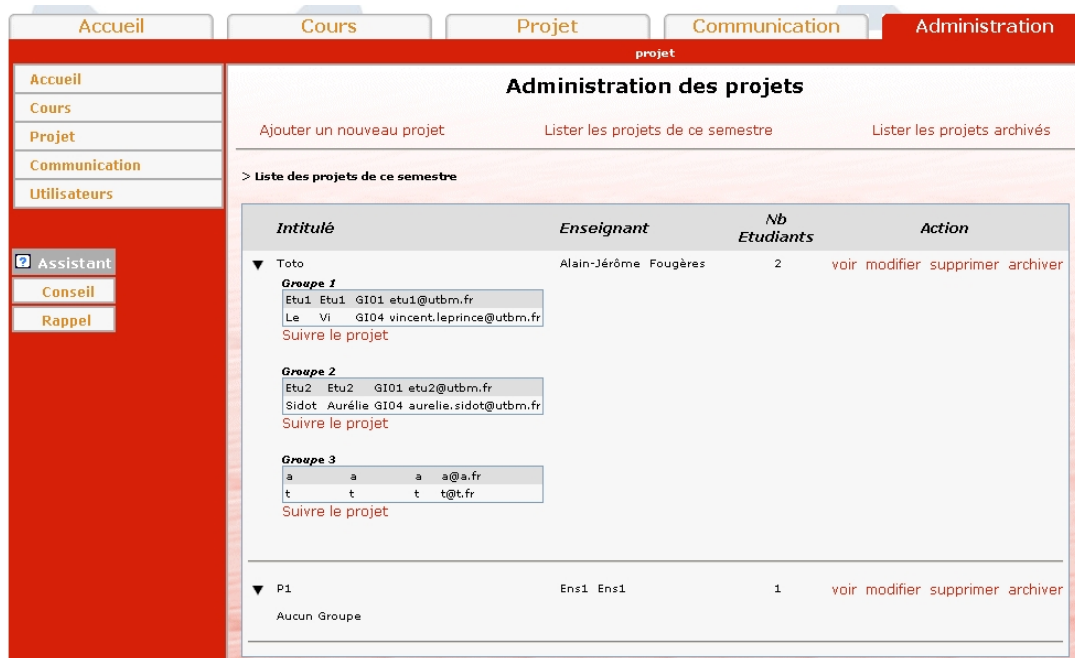 Accueil Cours Projet Communication Administration
projet
Accueil
Cours
Projet
Communication
Utilisateurs
? Assistant
Conseil
Rappel
Administration des projets
Ajouter un nouveau projet Lister les projets de ce semestre Lister les projets archivés
> Liste des projets de ce semestre
Intitulé Enseignant Nb Etudiants Action
▼ Toto Alain-Jérôme Fougères 2 voir modifier supprimer archiver
Groupe 1
Etu1 Etu1 GI01 etu1@utbm.fr
Le Vi GI04 vincent.leprince@utbm.fr
Suivre le projet
Groupe 2
Etu2 Etu2 GI01 etu2@utbm.fr
Sidot Aurélie GI04 aurelie.sidot@utbm.fr
Suivre le projet
Groupe 3
a a a a@a.fr
t t t t@t.fr
Suivre le projet
▼ P1 Ens1 Ens1 1 voir modifier supprimer archiver
Aucun Groupe